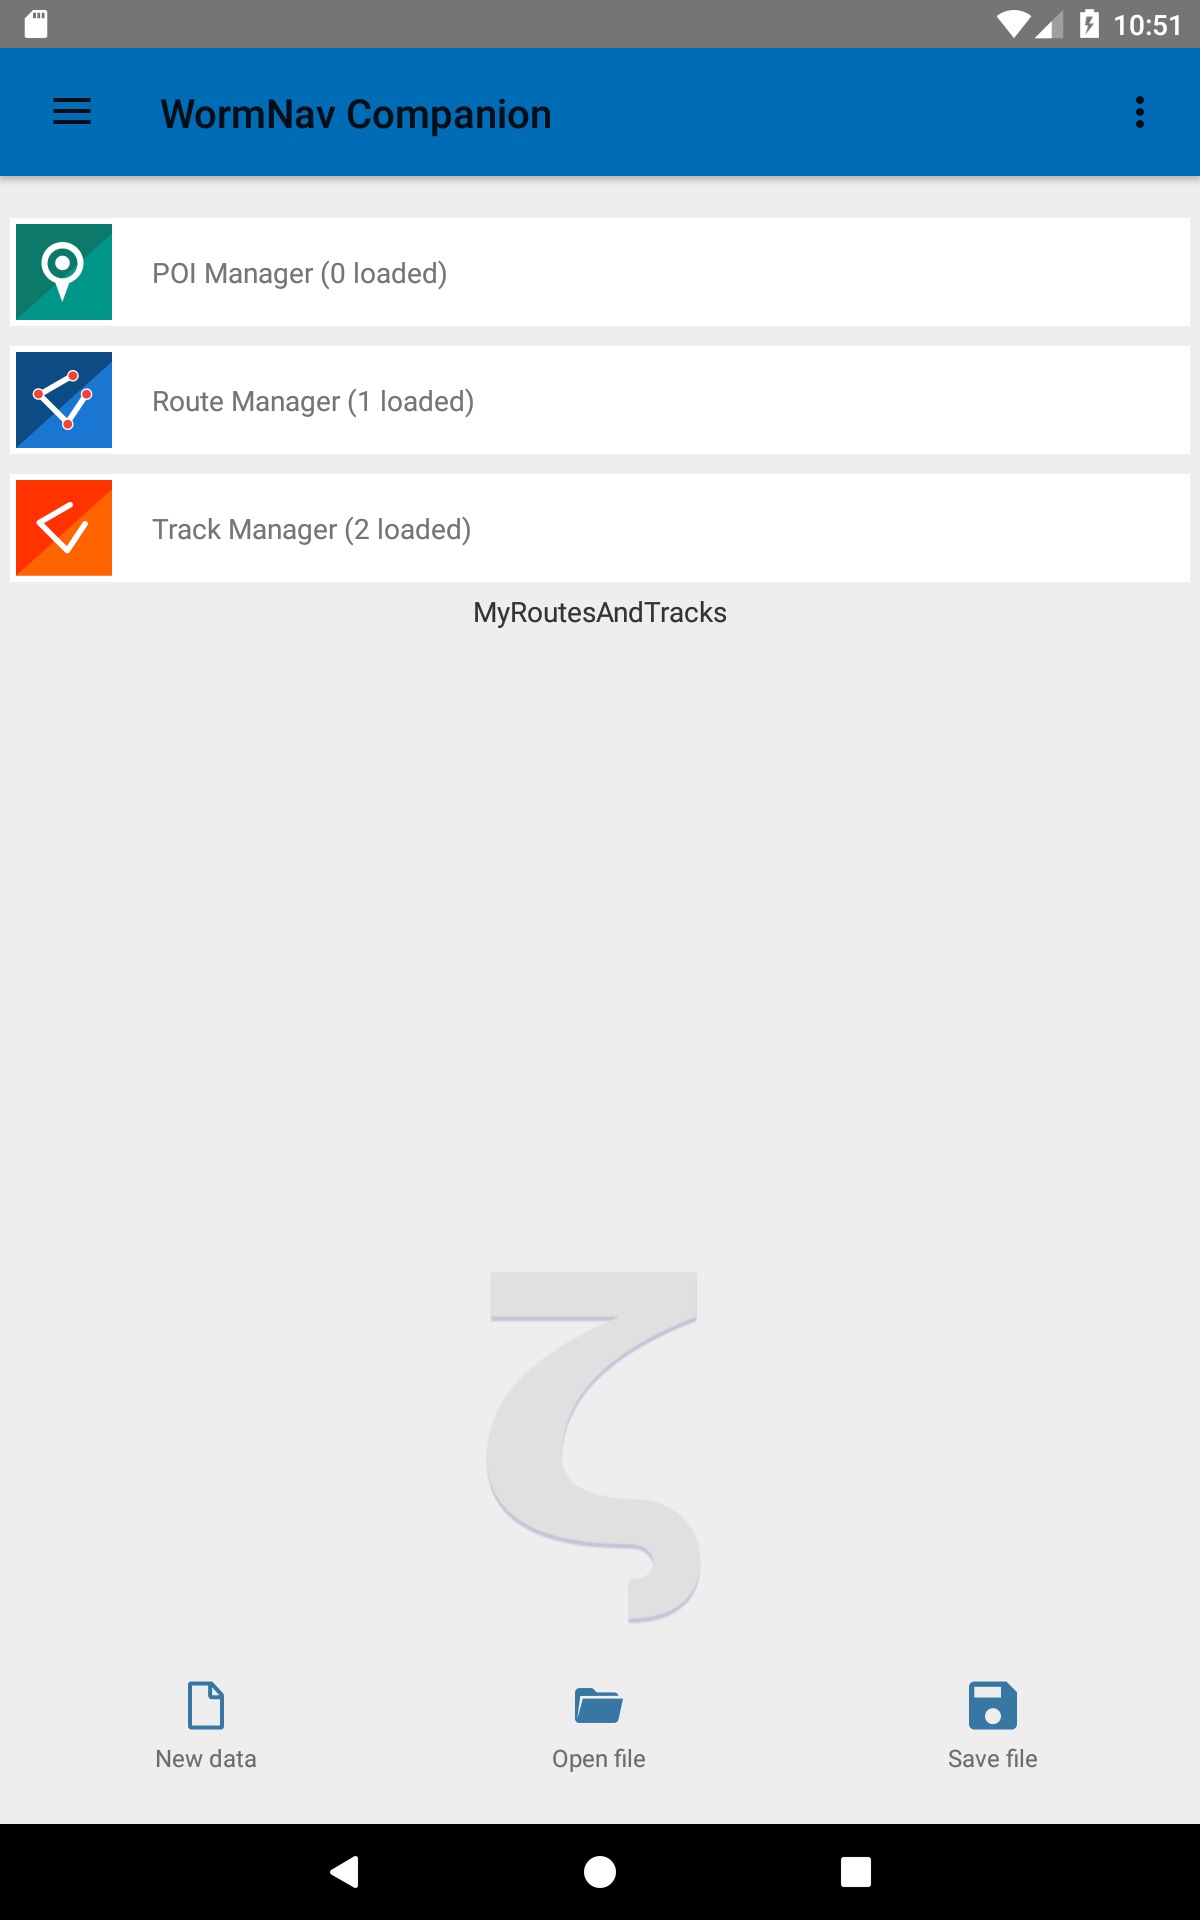 10:51
WormNav Companion
POI Manager (0 loaded)
Route Manager (1 loaded)
Track Manager (2 loaded)
MyRoutesAndTracks
ζ
New data
Open file
Save file